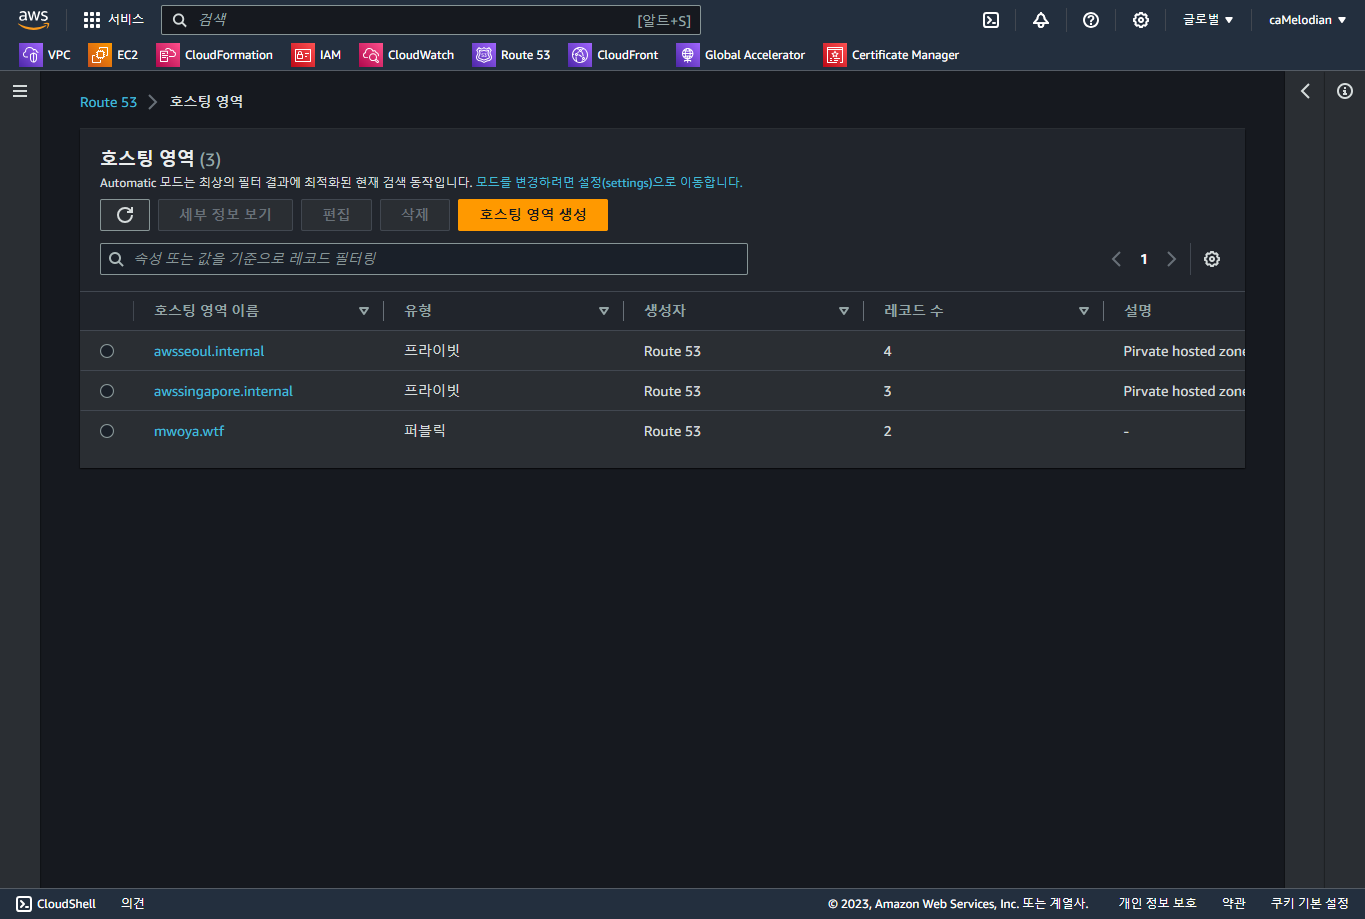 aws 서비스 검색 [알트+S] 글로벌 caMelodian
VPC EC2 CloudFormation IAM CloudWatch Route 53 CloudFront Global Accelerator Certificate Manager
Route 53 호스팅 영역
호스팅 영역 (3)
Automatic 모드는 최상의 필터 결과에 최적화된 현재 검색 동작입니다. 모드를 변경하려면 설정(settings)으로 이동합니다.
세부 정보 보기 편집 삭제 호스팅 영역 생성
속성 또는 값을 기준으로 레코드 필터링 1
호스팅 영역 이름 유형 생성자 레코드 수 설명
awsseoul.internal 프라이빗 Route 53 4 Pirvate hosted zone
awssingapore.internal 프라이빗 Route 53 3 Pirvate hosted zone
mwoya.wtf 퍼블릭 Route 53 2 -
CloudShell 의견 © 2023, Amazon Web Services, Inc. 또는 계열사. 개인 정보 보호 약관 쿠키 기본 설정